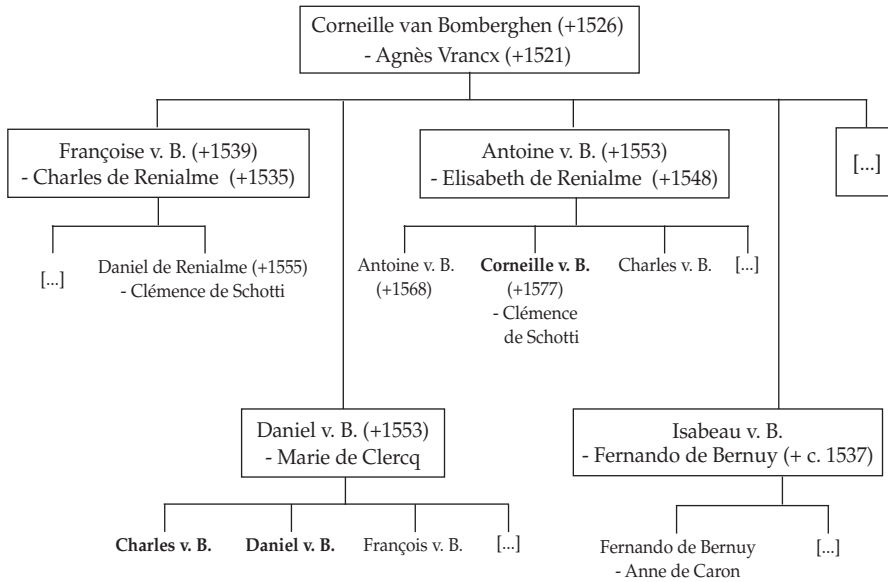 Corneille van Bomberghen (+1526)
- Agnès Vrancx (+1521)
Françoise v. B. (+1539)
- Charles de Renialme (+1535)
Antoine v. B. (+1553)
- Elisabeth de Renialme (+1548)
[...]
[...]
Daniel de Renialme (+1555)
- Clémence de Schotti
Antoine v. B.
(+1568)
Corneille v. B.
(+1577)
- Clémence
de Schotti
Charles v. B.
[...]
Daniel v. B. (+1553)
- Marie de Clercq
Isabeau v. B.
- Fernando de Bernuy (+ c. 1537)
Charles v. B.
Daniel v. B.
François v. B.
[...]
Fernando de Bernuy
- Anne de Caron
[...]